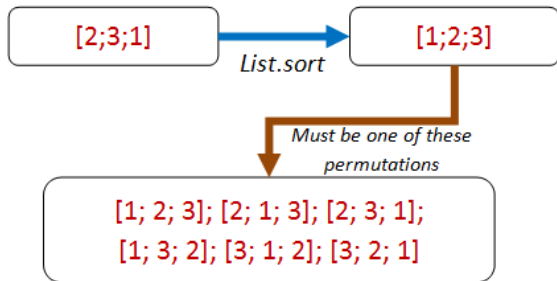 [2;3;1]
List.sort
[1;2;3]
Must be one of these
permutations
[1; 2; 3]; [2; 1; 3]; [2; 3; 1];
[1; 3; 2]; [3; 1; 2]; [3; 2; 1]